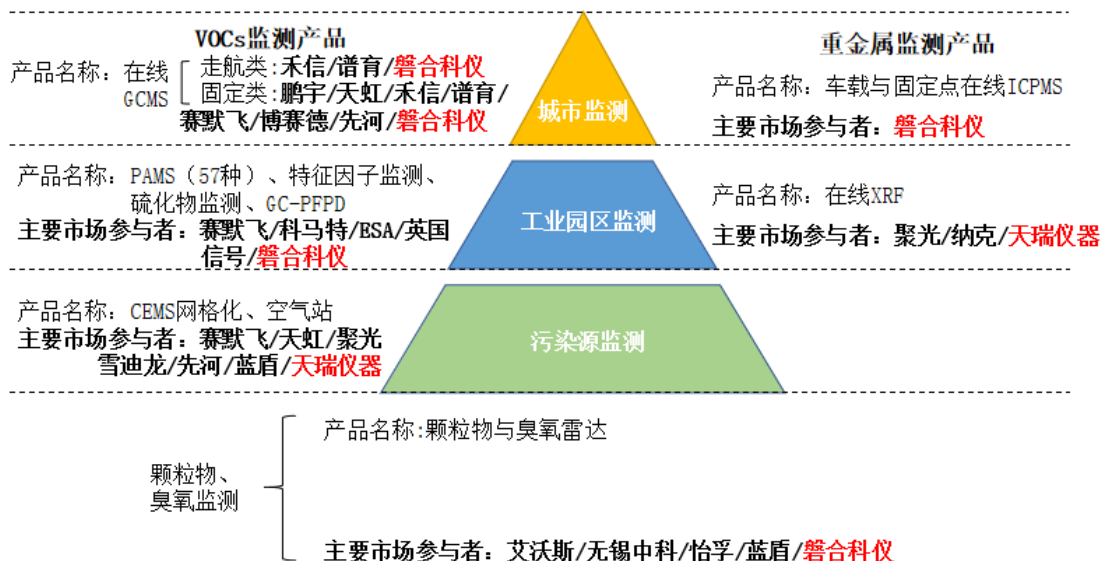 VOCs监测产品
产品名称：在线
GCMS
走航类:禾信/谱育/磐合科仪
固定类:鹏宇/天虹/禾信/谱育/
赛默飞/博赛德/先河/磐合科仪
城市监测
重金属监测产品
产品名称：车载与固定点在线ICPMS
主要市场参与者：磐合科仪
产品名称：PAMS（57种）、特征因子监测、
硫化物监测、GC-PFPD
主要市场参与者：赛默飞/科马特/ESA/英国
信号/磐合科仪
工业园区监测
产品名称：在线XRF
主要市场参与者：聚光/纳克/天瑞仪器
产品名称：CEMS网格化、空气站
主要市场参与者：赛默飞/天虹/聚光
雪迪龙/先河/蓝盾/天瑞仪器
污染源监测
颗粒物、
臭氧监测
产品名称:颗粒物与臭氧雷达
主要市场参与者：艾沃斯/无锡中科/怡孚/蓝盾/磐合科仪